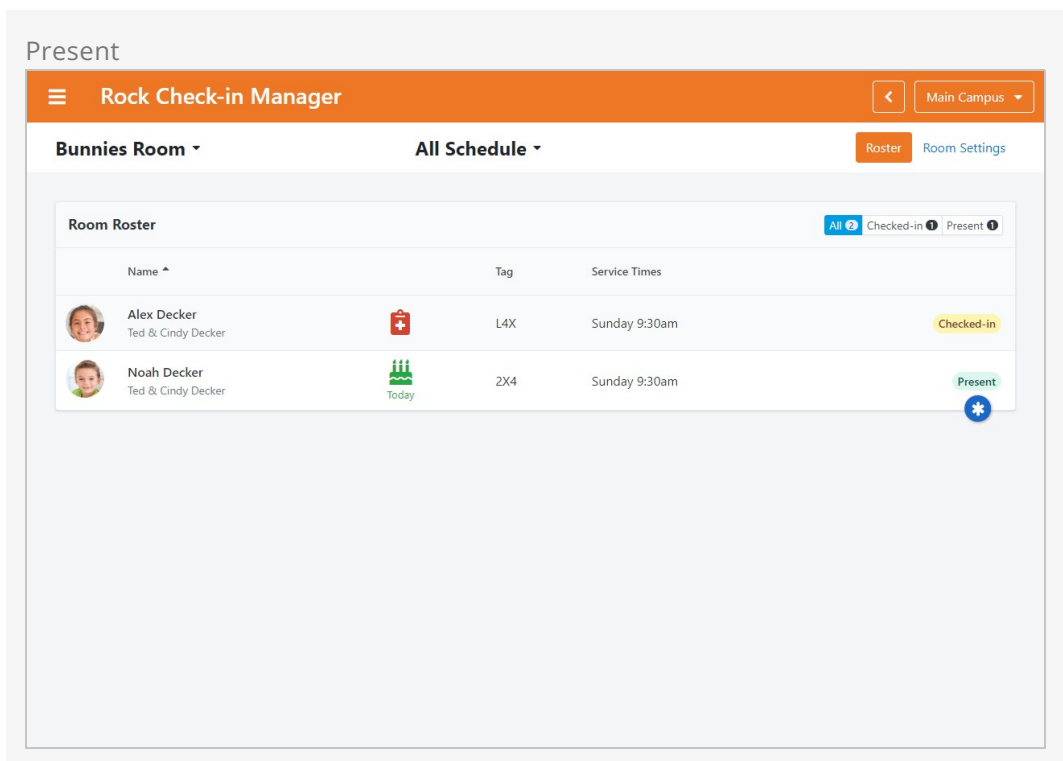 Present
Rock Check-in Manager
Main Campus
Bunnies Room
All Schedule
Roster
Room Settings
Room Roster
All 2
Checked-in 1
Present 1
Name
Tag
Service Times
Alex Decker
Ted & Cindy Decker
L4X
Sunday 9:30am
Checked-in
Noah Decker
Ted & Cindy Decker
Today
2X4
Sunday 9:30am
Present